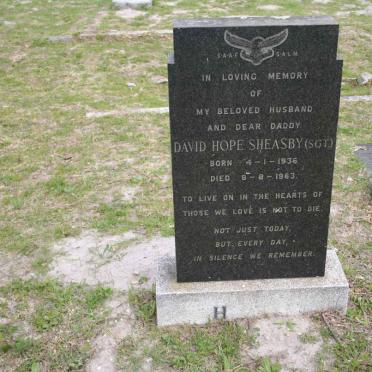 SAAF SALM
IN LOVING MEMORY
OF
MY BELOVED HUSBAND
AND DEAR DADDY
DAVID HOPE SHEASBY (SGT)
BORN 4-1-1936
DIED 8-8-1963.
TO LIVE ON IN THE HEARTS OF
THOSE WE LOVE IS NOT TO DIE.
NOT JUST TODAY,
BUT, EVERY DAY,
IN SILENCE WE REMEMBER.
H